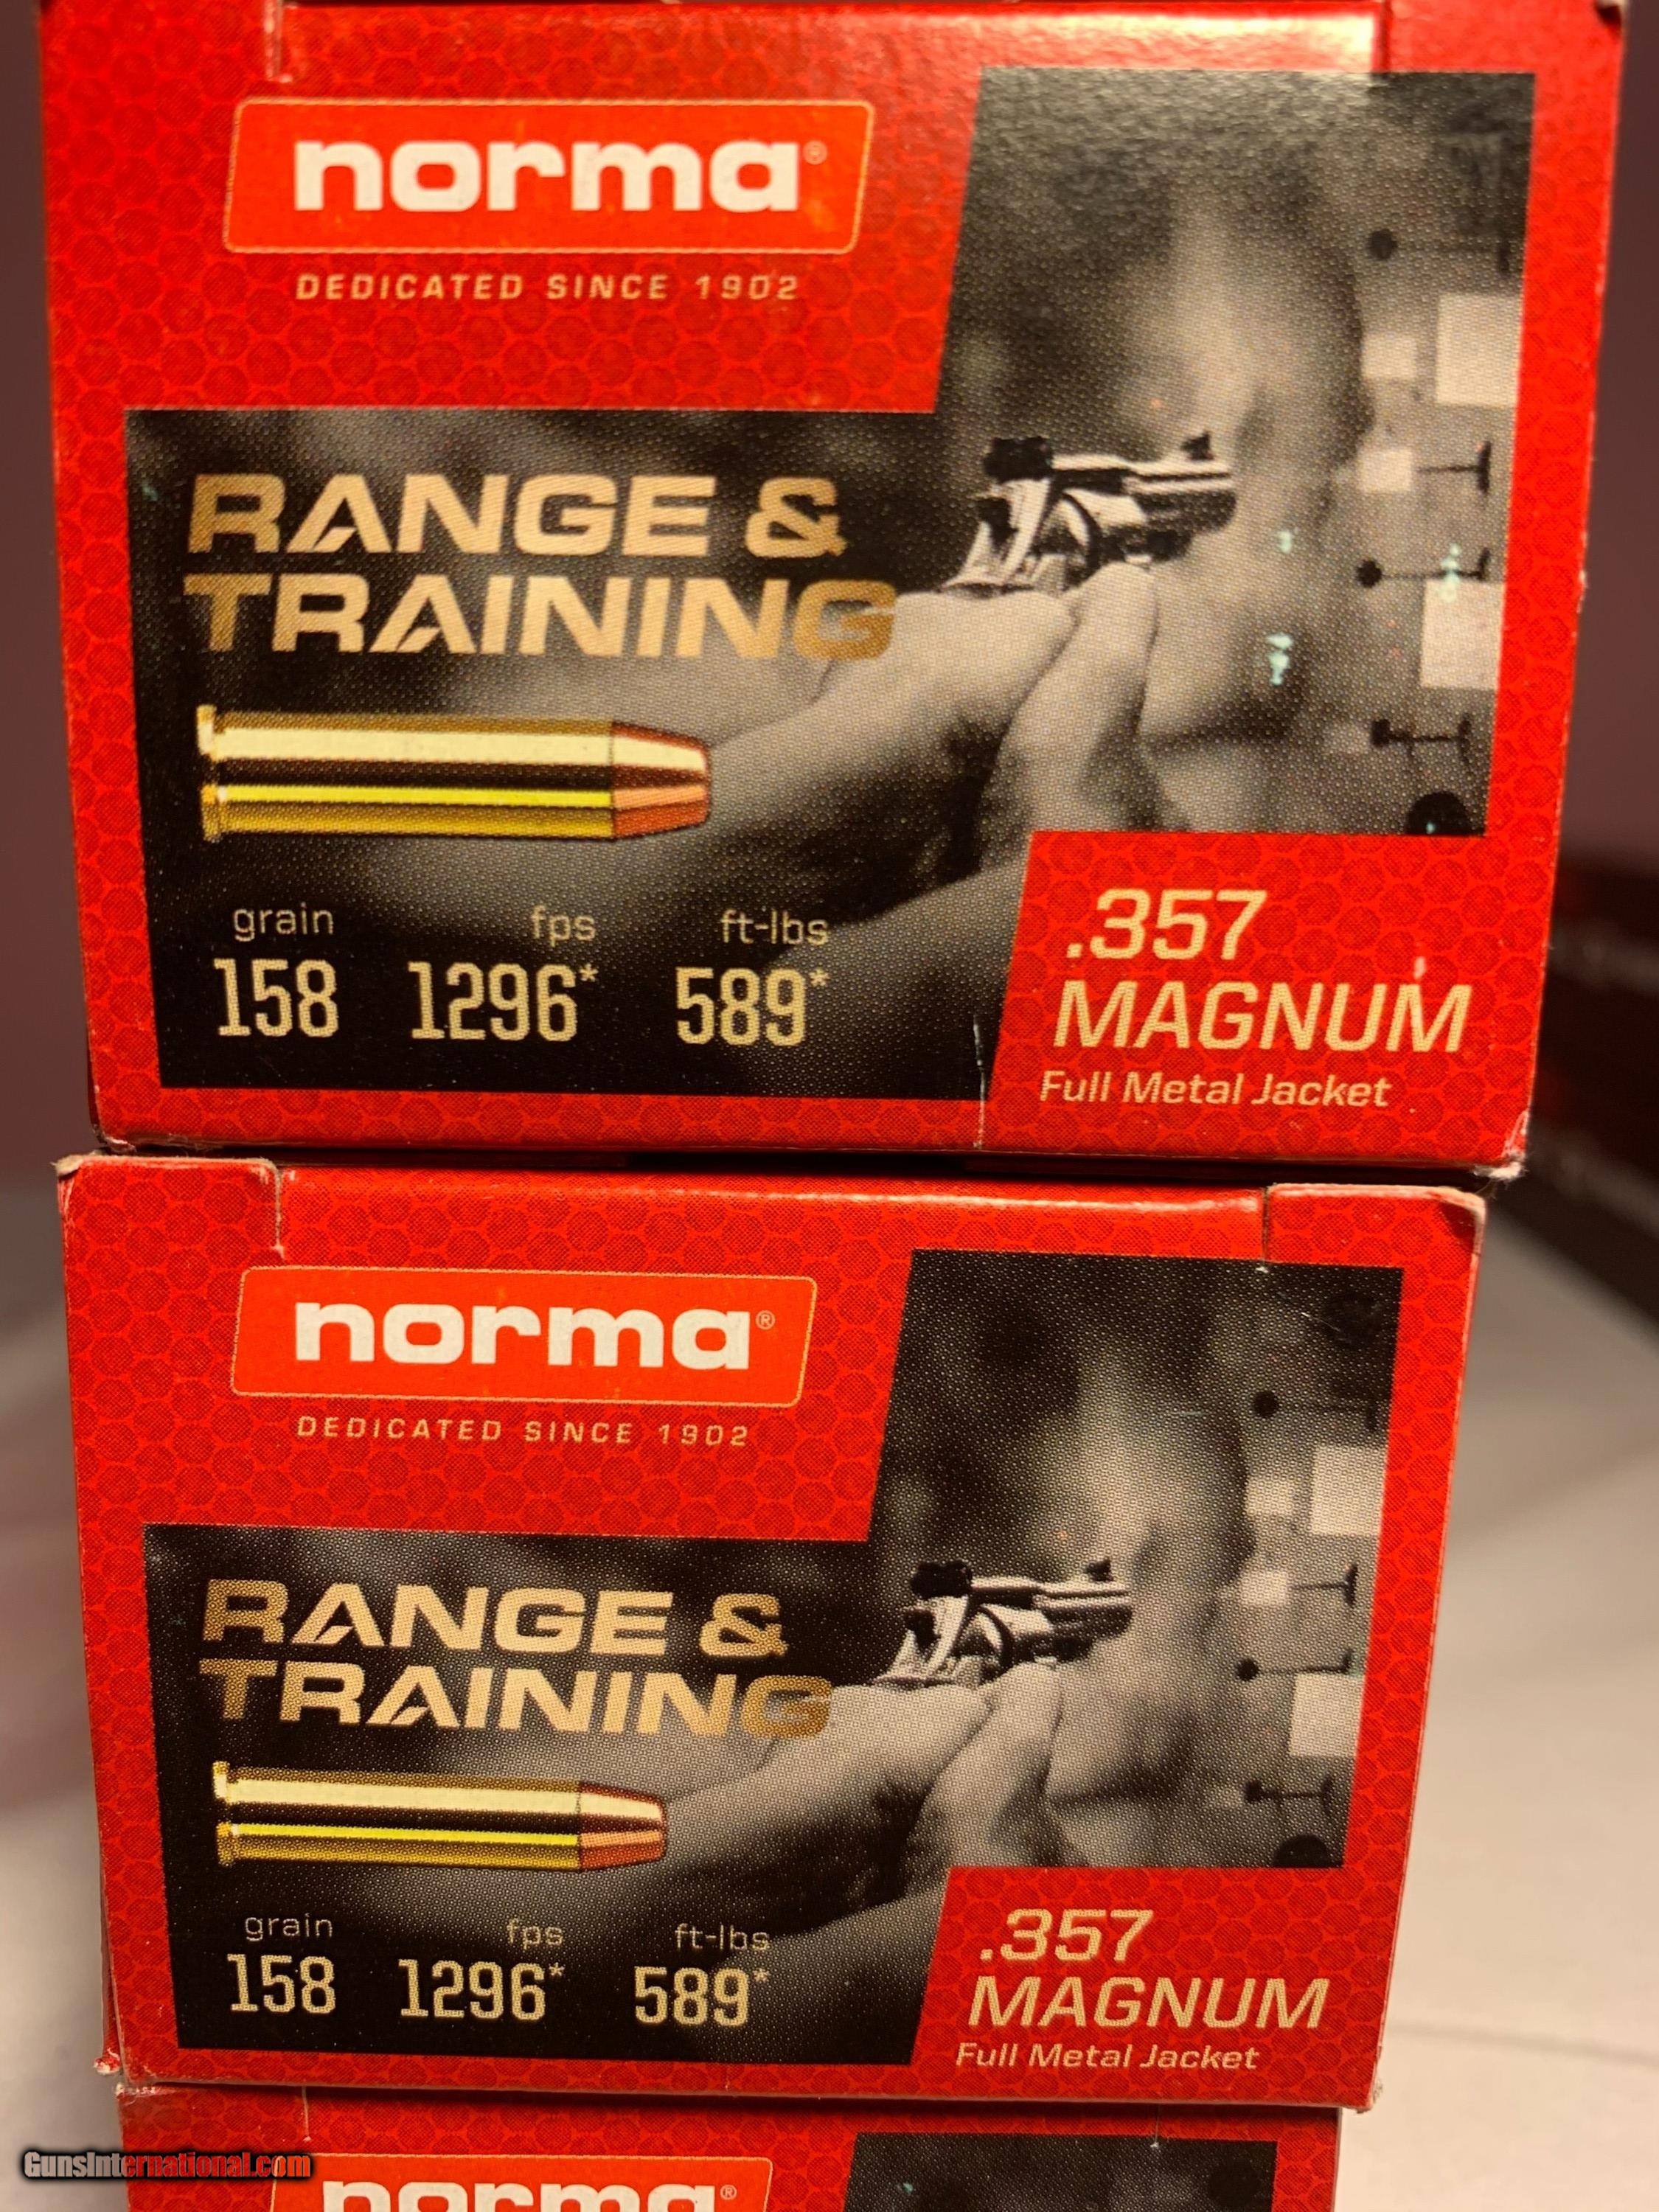 norma®
DEDICATED SINCE 1902
RANGE &
TRAINING
grain fps ft-lbs
158 1296* 589*
.357
MAGNUM
Full Metal Jacket
norma®
DEDICATED SINCE 1902
RANGE &
TRAINING
grain fps ft-lbs
158 1296* 589*
.357
MAGNUM
Full Metal Jacket
norma®
GunsInternational.com